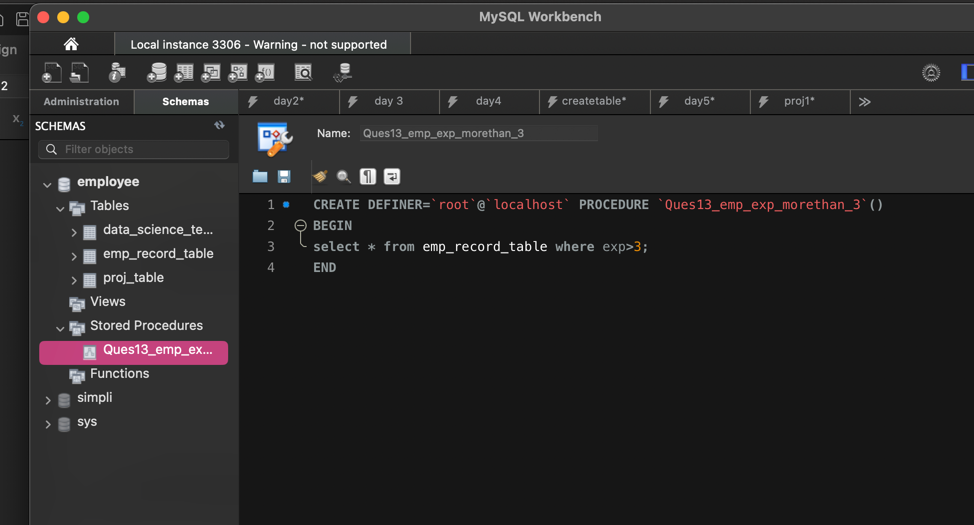 MySQL Workbench
ign
Local instance 3306 - Warning - not supported
2
Administration
Schemas
day2*
day 3
day4
createtable*
day5*
proj1*
x
SCHEMAS
Name: Ques13_emp_exp_morethan_3
Filter objects
employee
Tables
data_science_te...
emp_record_table
proj_table
Views
Stored Procedures
Ques13_emp_ex...
Functions
simpli
sys
1 CREATE DEFINER=`root`@`localhost` PROCEDURE `Ques13_emp_exp_morethan_3`()
2 BEGIN
3 select * from emp_record_table where exp>3;
4 END